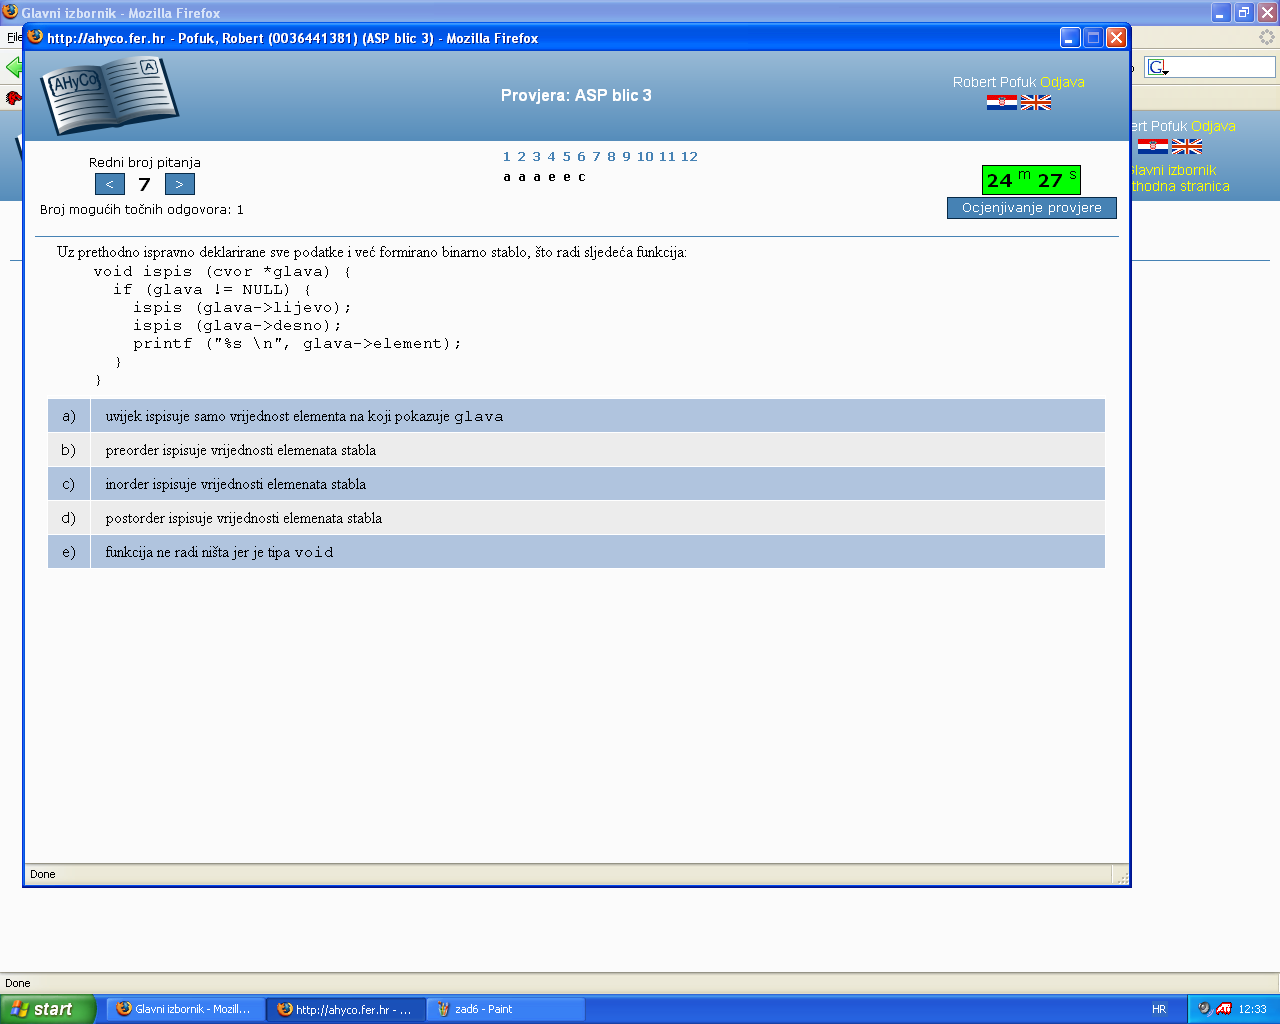 Glavni izbornik - Mozilla Firefox
http://ahyco.fer.hr - Pofuk, Robert (0036441381) (ASP blic 3) - Mozilla Firefox
File
G
AHyCo
A
Provjera: ASP blic 3
Robert Pofuk Odjava
ert Pofuk Odjava
Glavni izbornik
thodna stranica
Redni broj pitanja
< 7 >
Broj mogućih točnih odgovora: 1
1 2 3 4 5 6 7 8 9 10 11 12
a a a e e c
24 m 27 s
Ocjenjivanje provjere
Uz prethodno ispravno deklarirane sve podatke i već formirano binarno stablo, što radi sljedeća funkcija:
void ispis (cvor *glava) {
if (glava != NULL) {
ispis (glava->lijevo);
ispis (glava->desno);
printf ("%s \n", glava->element);
}
}
a) uvijek ispisuje samo vrijednost elementa na koji pokazuje glava
b) preorder ispisuje vrijednosti elemenata stabla
c) inorder ispisuje vrijednosti elemenata stabla
d) postorder ispisuje vrijednosti elemenata stabla
e) funkcija ne radi ništa jer je tipa void
Done
Done
start
Glavni izbornik - Mozill...
http://ahyco.fer.hr - ...
zad6 - Paint
HR
12:33